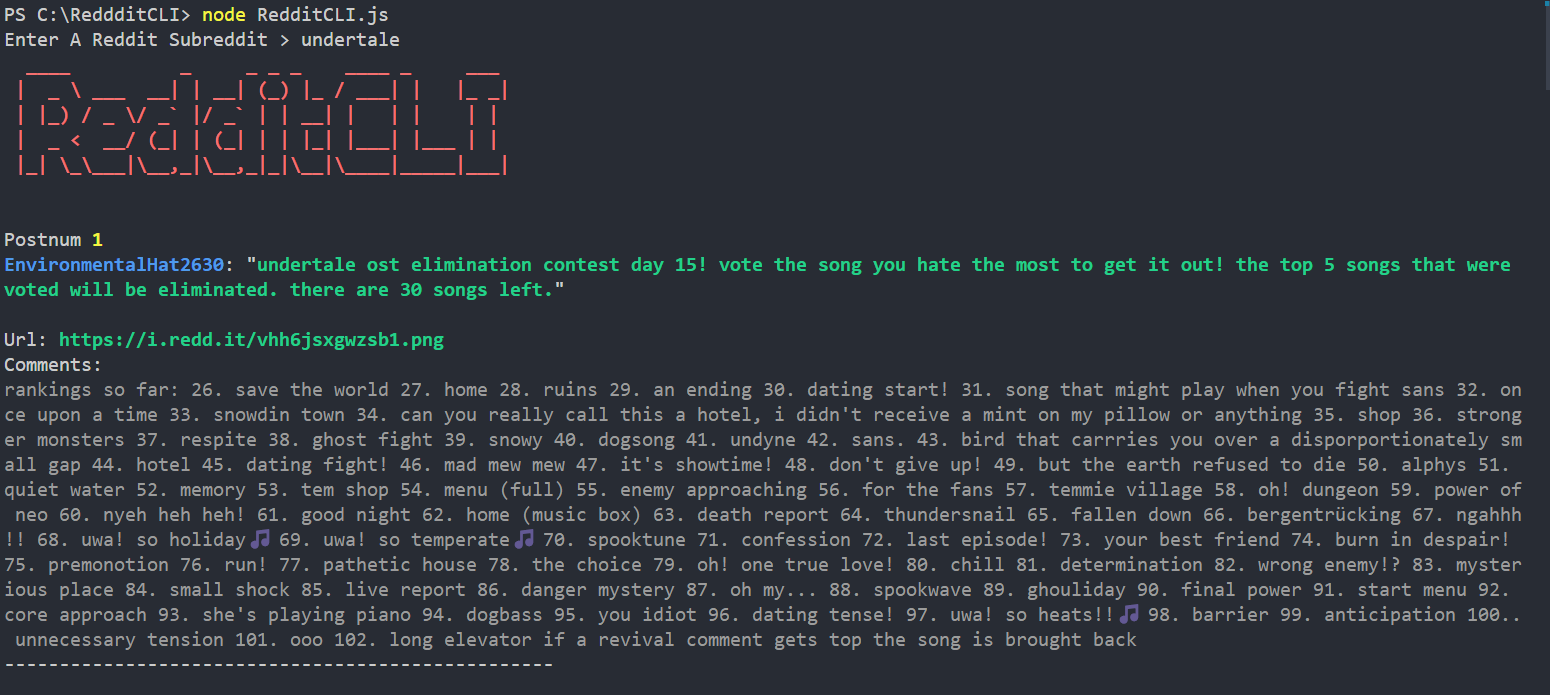 PS C:\ReddditCLI> node RedditCLI.js
Enter A Reddit Subreddit > undertale
RedditCLI
Postnum 1
EnvironmentalHat2630: "undertale ost elimination contest day 15! vote the song you hate the most to get it out! the top 5 songs that were
voted will be eliminated. there are 30 songs left."
Url: https://i.redd.it/vhh6jsxgwzsb1.png
Comments:
rankings so far: 26. save the world 27. home 28. ruins 29. an ending 30. dating start! 31. song that might play when you fight sans 32. on
ce upon a time 33. snowdin town 34. can you really call this a hotel, i didn't receive a mint on my pillow or anything 35. shop 36. strong
er monsters 37. respite 38. ghost fight 39. snowy 40. dogsong 41. undyne 42. sans. 43. bird that carrries you over a disporportionately sm
all gap 44. hotel 45. dating fight! 46. mad mew mew 47. it's showtime! 48. don't give up! 49. but the earth refused to die 50. alphys 51.
quiet water 52. memory 53. tem shop 54. menu (full) 55. enemy approaching 56. for the fans 57. temmie village 58. oh! dungeon 59. power of
neo 60. nyeh heh heh! 61. good night 62. home (music box) 63. death report 64. thundersnail 65. fallen down 66. bergentrücking 67. ngahhh
!! 68. uwa! so holiday🎵 69. uwa! so temperate🎵 70. spooktune 71. confession 72. last episode! 73. your best friend 74. burn in despair!
75. premonotion 76. run! 77. pathetic house 78. the choice 79. oh! one true love! 80. chill 81. determination 82. wrong enemy!? 83. myster
ious place 84. small shock 85. live report 86. danger mystery 87. oh my... 88. spookwave 89. ghouliday 90. final power 91. start menu 92.
core approach 93. she's playing piano 94. dogbass 95. you idiot 96. dating tense! 97. uwa! so heats!!🎵 98. barrier 99. anticipation 100..
unnecessary tension 101. ooo 102. long elevator if a revival comment gets top the song is brought back
--------------------------------------------------